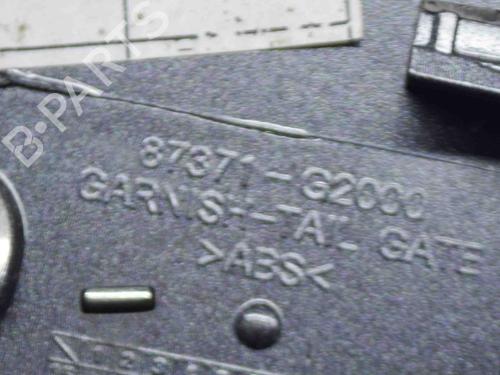 B-PARTS
87371-G2000
GARNISH-TAIL GATE
>ABS<